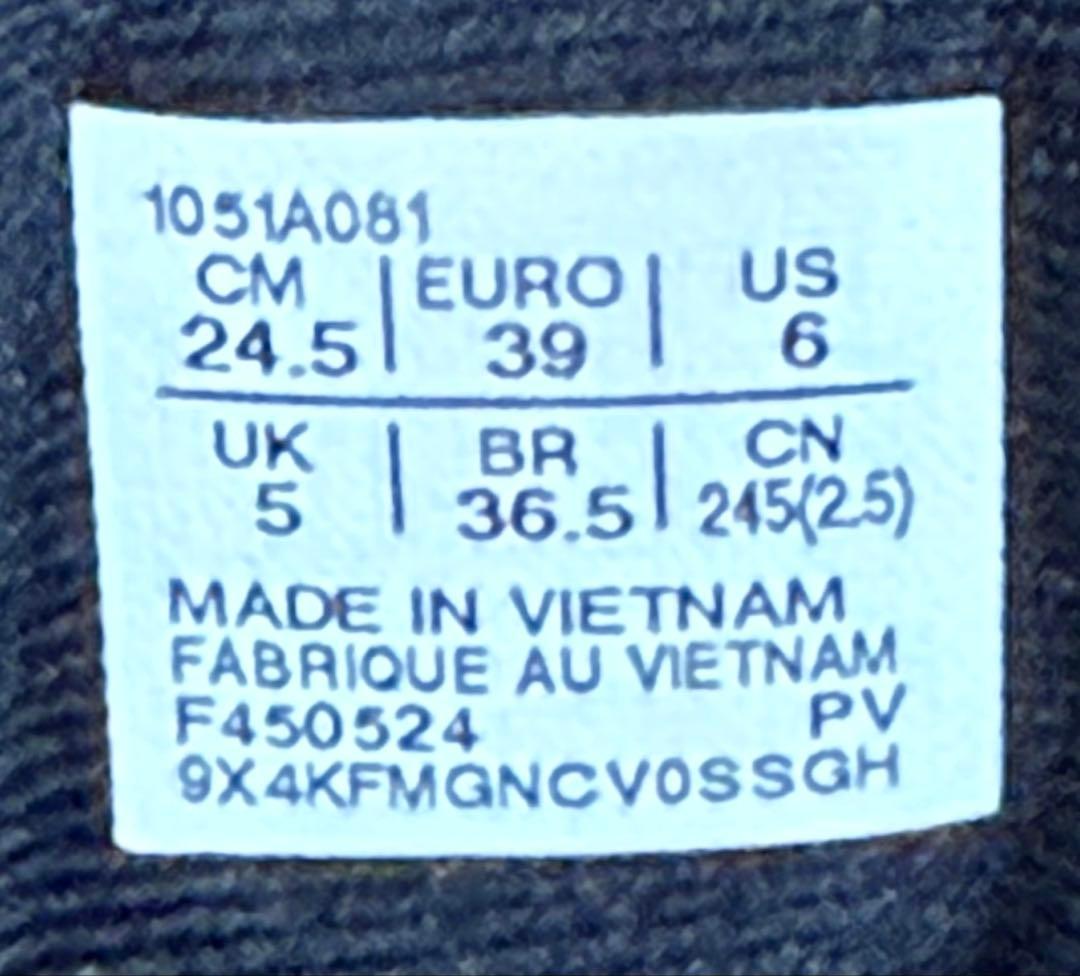 1051A081
CM | EURO | US
24.5 | 39 | 6
UK | BR | CN
5 | 36.5 | 245(2.5)
MADE IN VIETNAM
FABRIQUE AU VIETNAM
F450524 PV
9X4KFMGNCV0SSGH